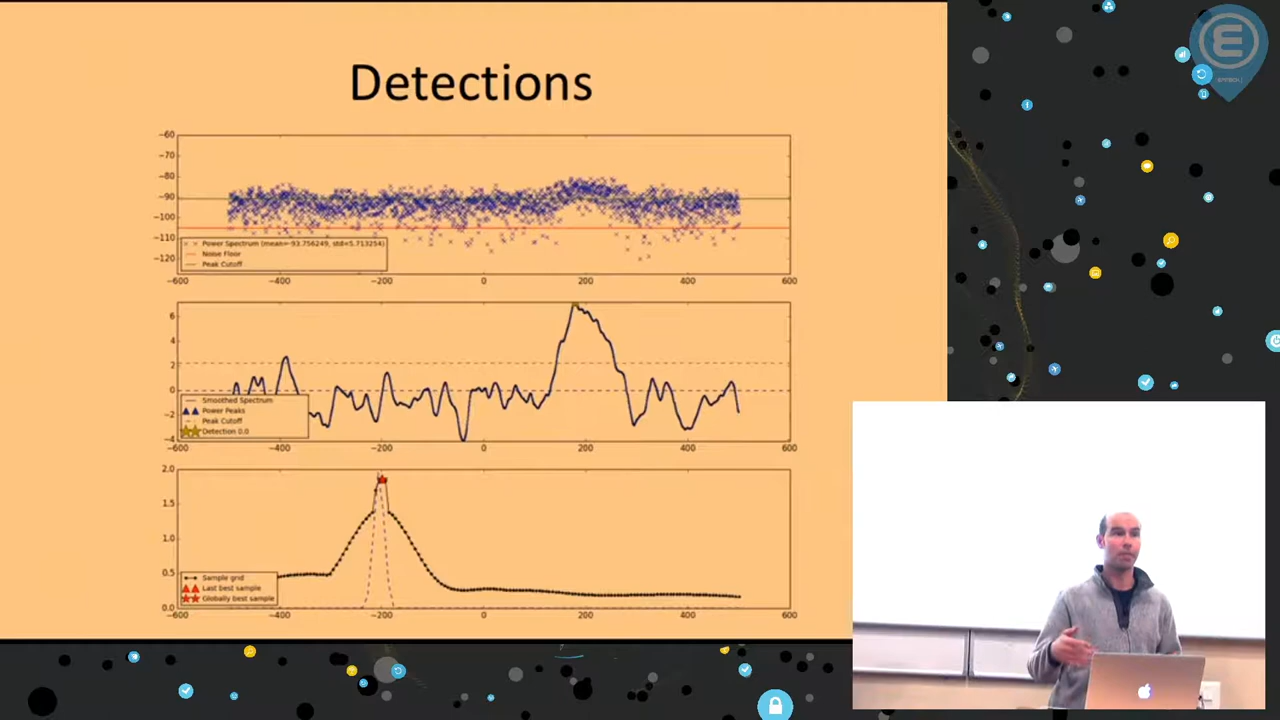 Detections
−60
−70
−80
−90
−100
−110
−120
Power Spectrum (mean=-93.756249, std=5.713254)
Noise Floor
Peak Cutoff
−600 −400 −200 0 200 400 600
6
4
2
0
−2
−4
Smoothed Spectrum
Power Peaks
Peak Cutoff
Detection 0.0
−600 −400 −200 0 200 400 600
2.0
1.5
1.0
0.5
0.0
Sample grid
Last best sample
Globally best sample
−600 −400 −200 0 200 400 600